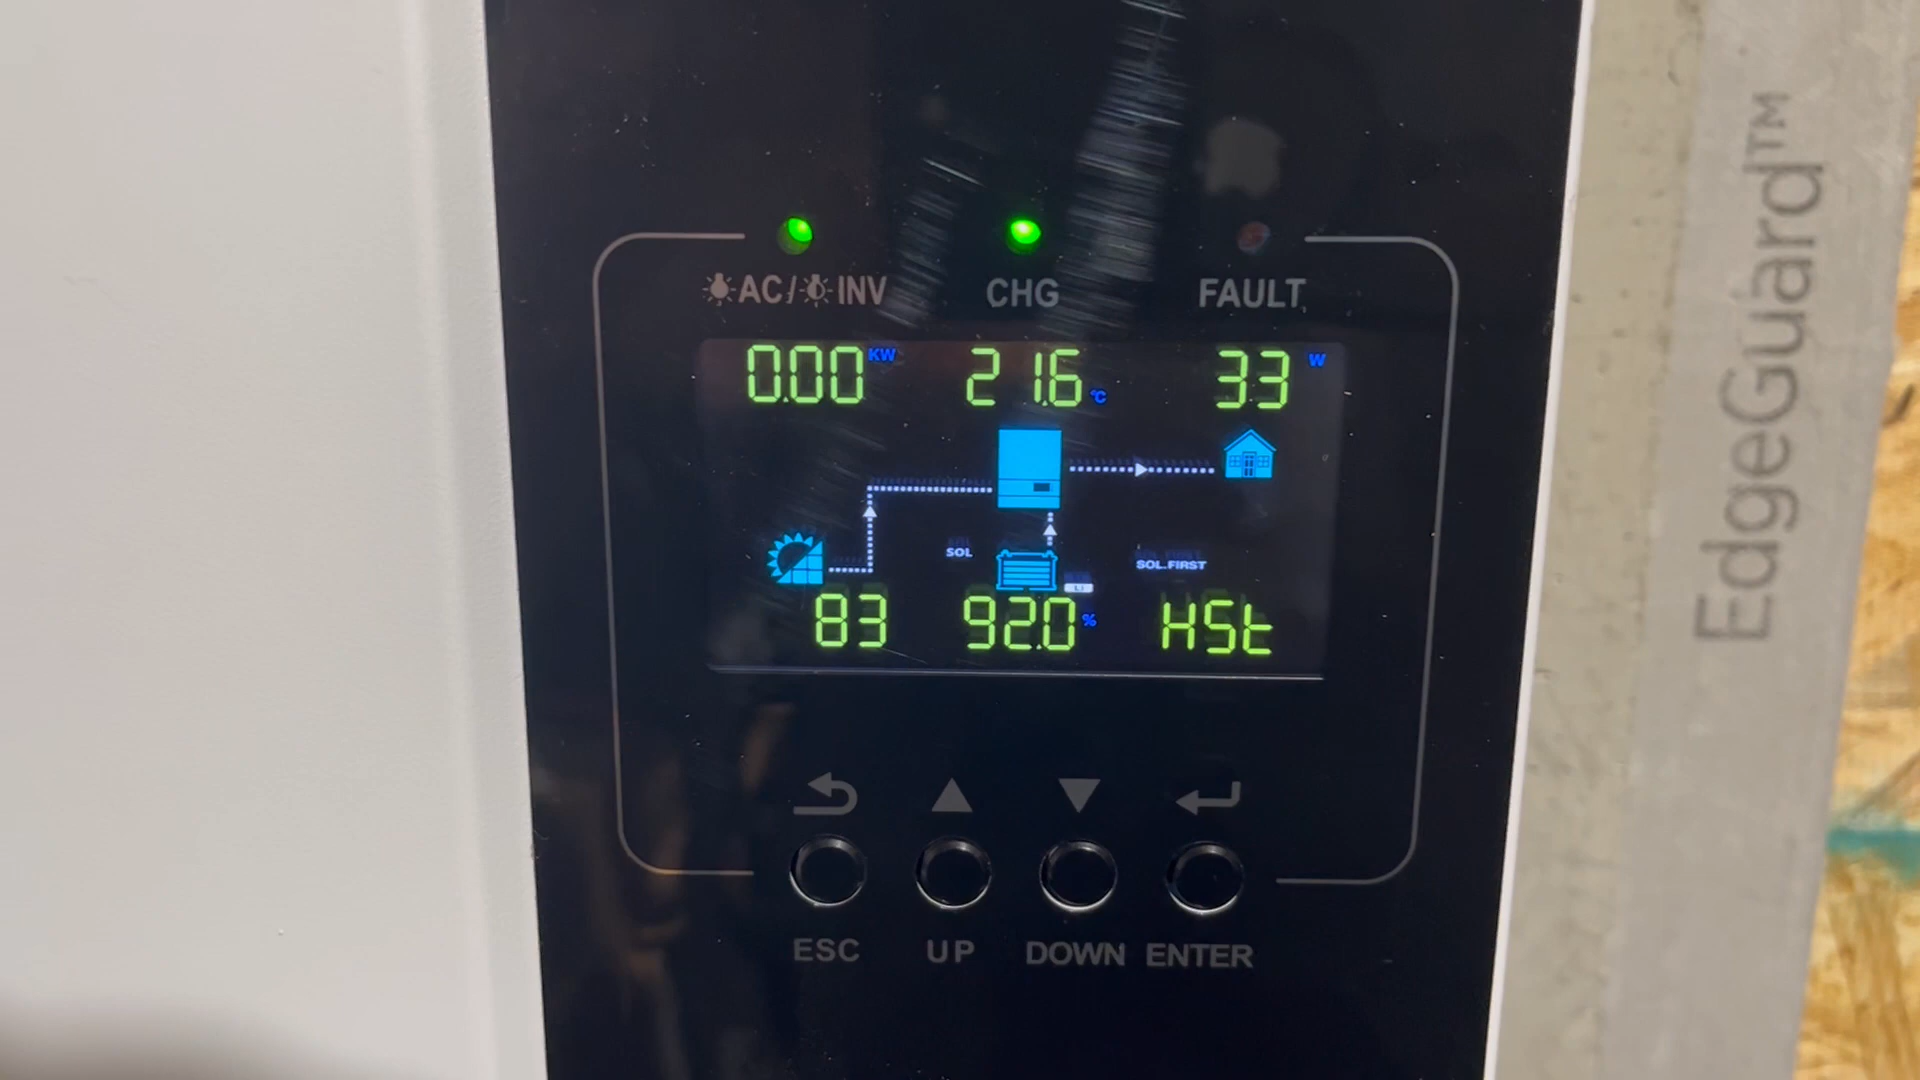 AC/ INV CHG FAULT
0.00 KW 21.6 °C 33 W
SOL SOL.FIRST
LI
83 92.0 % HSt
ESC UP DOWN ENTER
EdgeGuard™